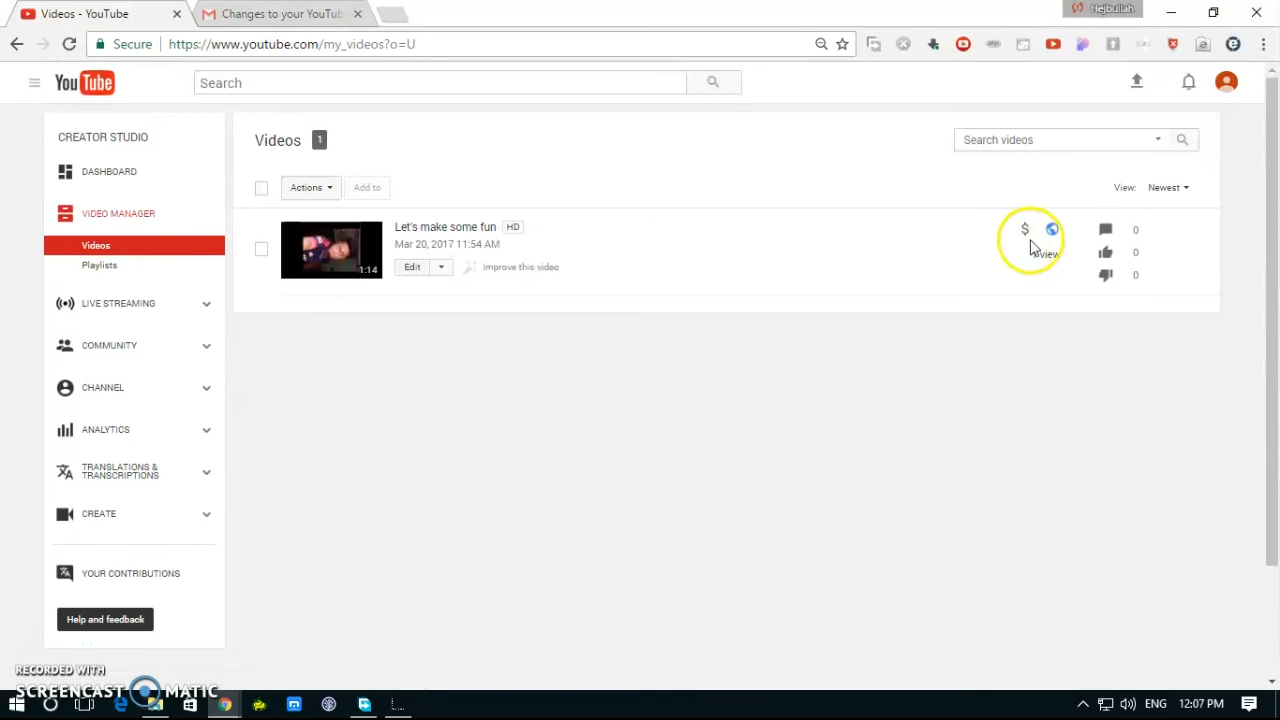 Videos - YouTube
Changes to your YouTub
Hejbullah
Secure
https://www.youtube.com/my_videos?o=U
YouTube
Search
CREATOR STUDIO
DASHBOARD
VIDEO MANAGER
Videos
Playlists
LIVE STREAMING
COMMUNITY
CHANNEL
ANALYTICS
TRANSLATIONS &
TRANSCRIPTIONS
CREATE
YOUR CONTRIBUTIONS
Help and feedback
Videos 1
Search videos
Actions
Add to
View: Newest
Let's make some fun HD
Mar 20, 2017 11:54 AM
1:14
Edit
Improve this video
$
0
0
0
RECORDED WITH
SCREENCAST MATIC
ENG 12:07 PM